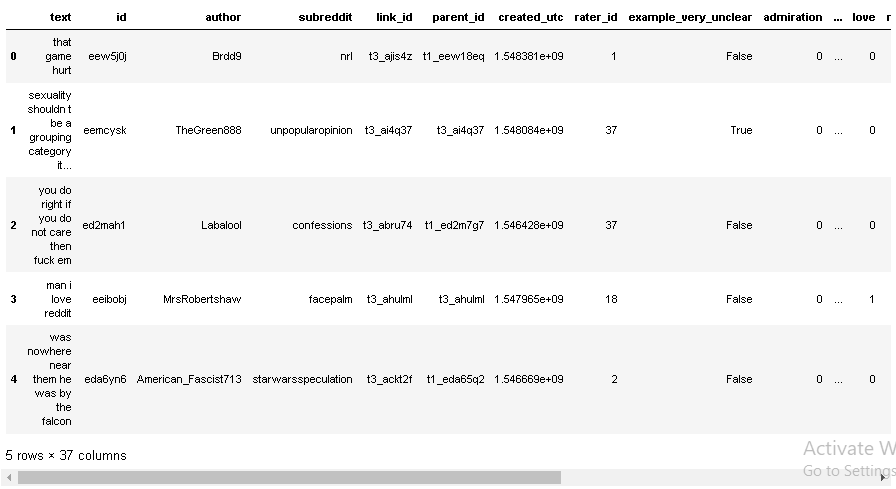 text id author subreddit link_id parent_id created_utc rater_id example_very_unclear admiration ... love r
0 that game hurt eew5j0j Brdd9 nrl t3_ajis4z t1_eew18eq 1.548381e+09 1 False 0 ... 0
1 sexuality shouldn t be a grouping category it... eemcysk TheGreen888 unpopularopinion t3_ai4q37 t3_ai4q37 1.548084e+09 37 True 0 ... 0
2 you do right if you do not care then fuck em ed2mah1 Labalool confessions t3_abru74 t1_ed2m7g7 1.546428e+09 37 False 0 ... 0
3 man i love reddit eeibobj MrsRobertshaw facepalm t3_ahulml t3_ahulml 1.547965e+09 18 False 0 ... 1
4 was nowhere near them he was by the falcon eda6yn6 American_Fascist713 starwarsspeculation t3_ackt2f t1_eda65q2 1.546669e+09 2 False 0 ... 0
5 rows × 37 columns
Activate W
Go to Settings